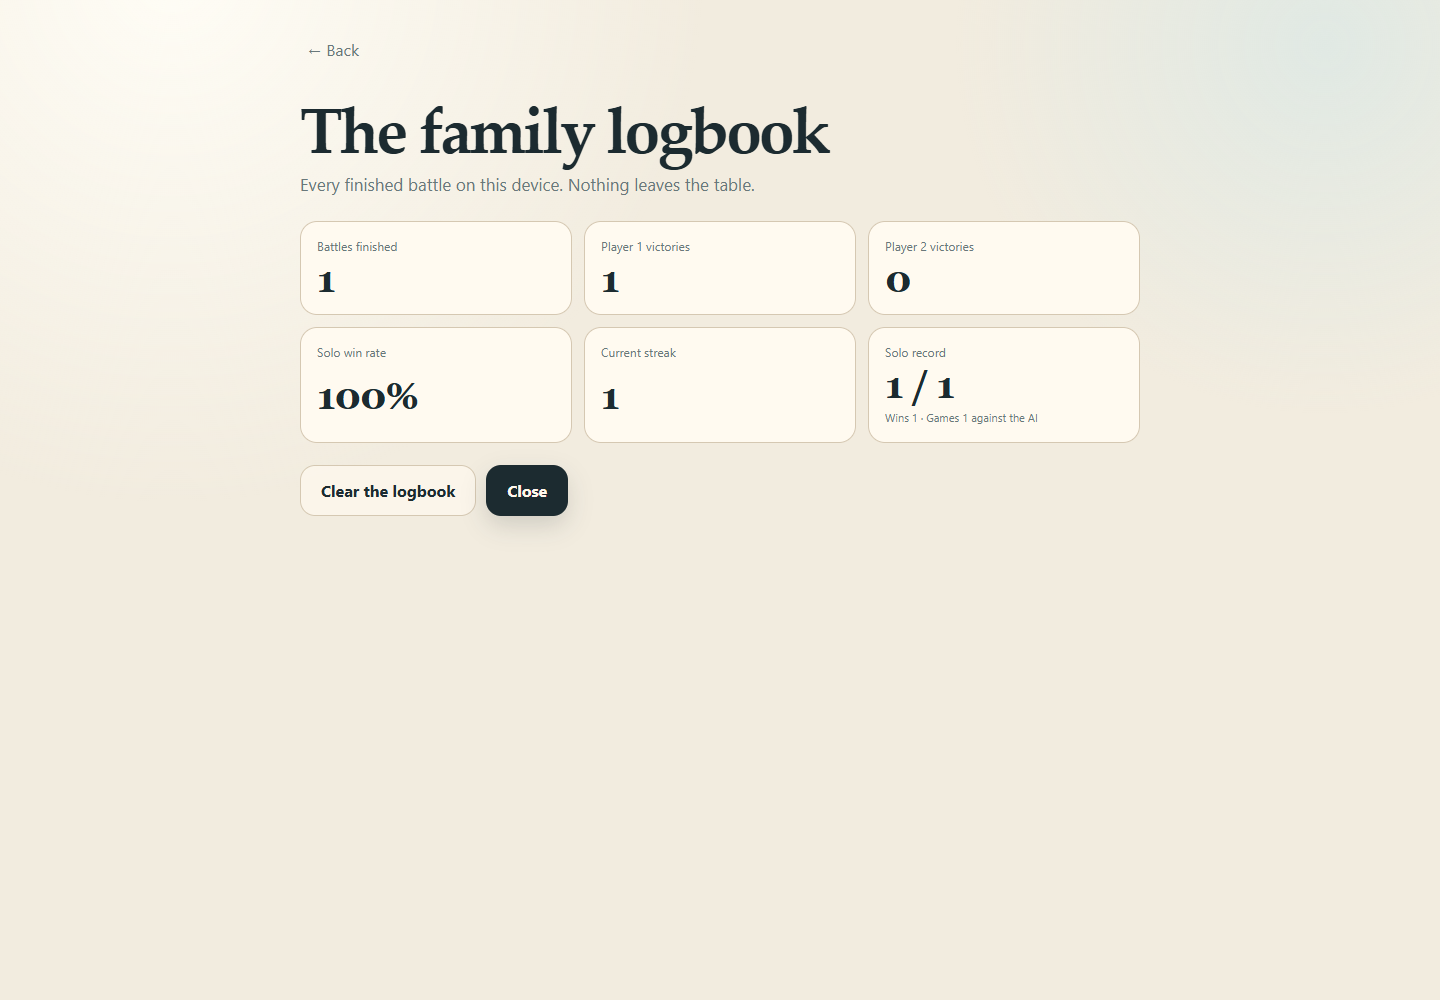 ← Back
The family logbook
Every finished battle on this device. Nothing leaves the table.
Battles finished
1
Player 1 victories
1
Player 2 victories
0
Solo win rate
100%
Current streak
1
Solo record
1 / 1
Wins 1 · Games 1 against the AI
Clear the logbook
Close